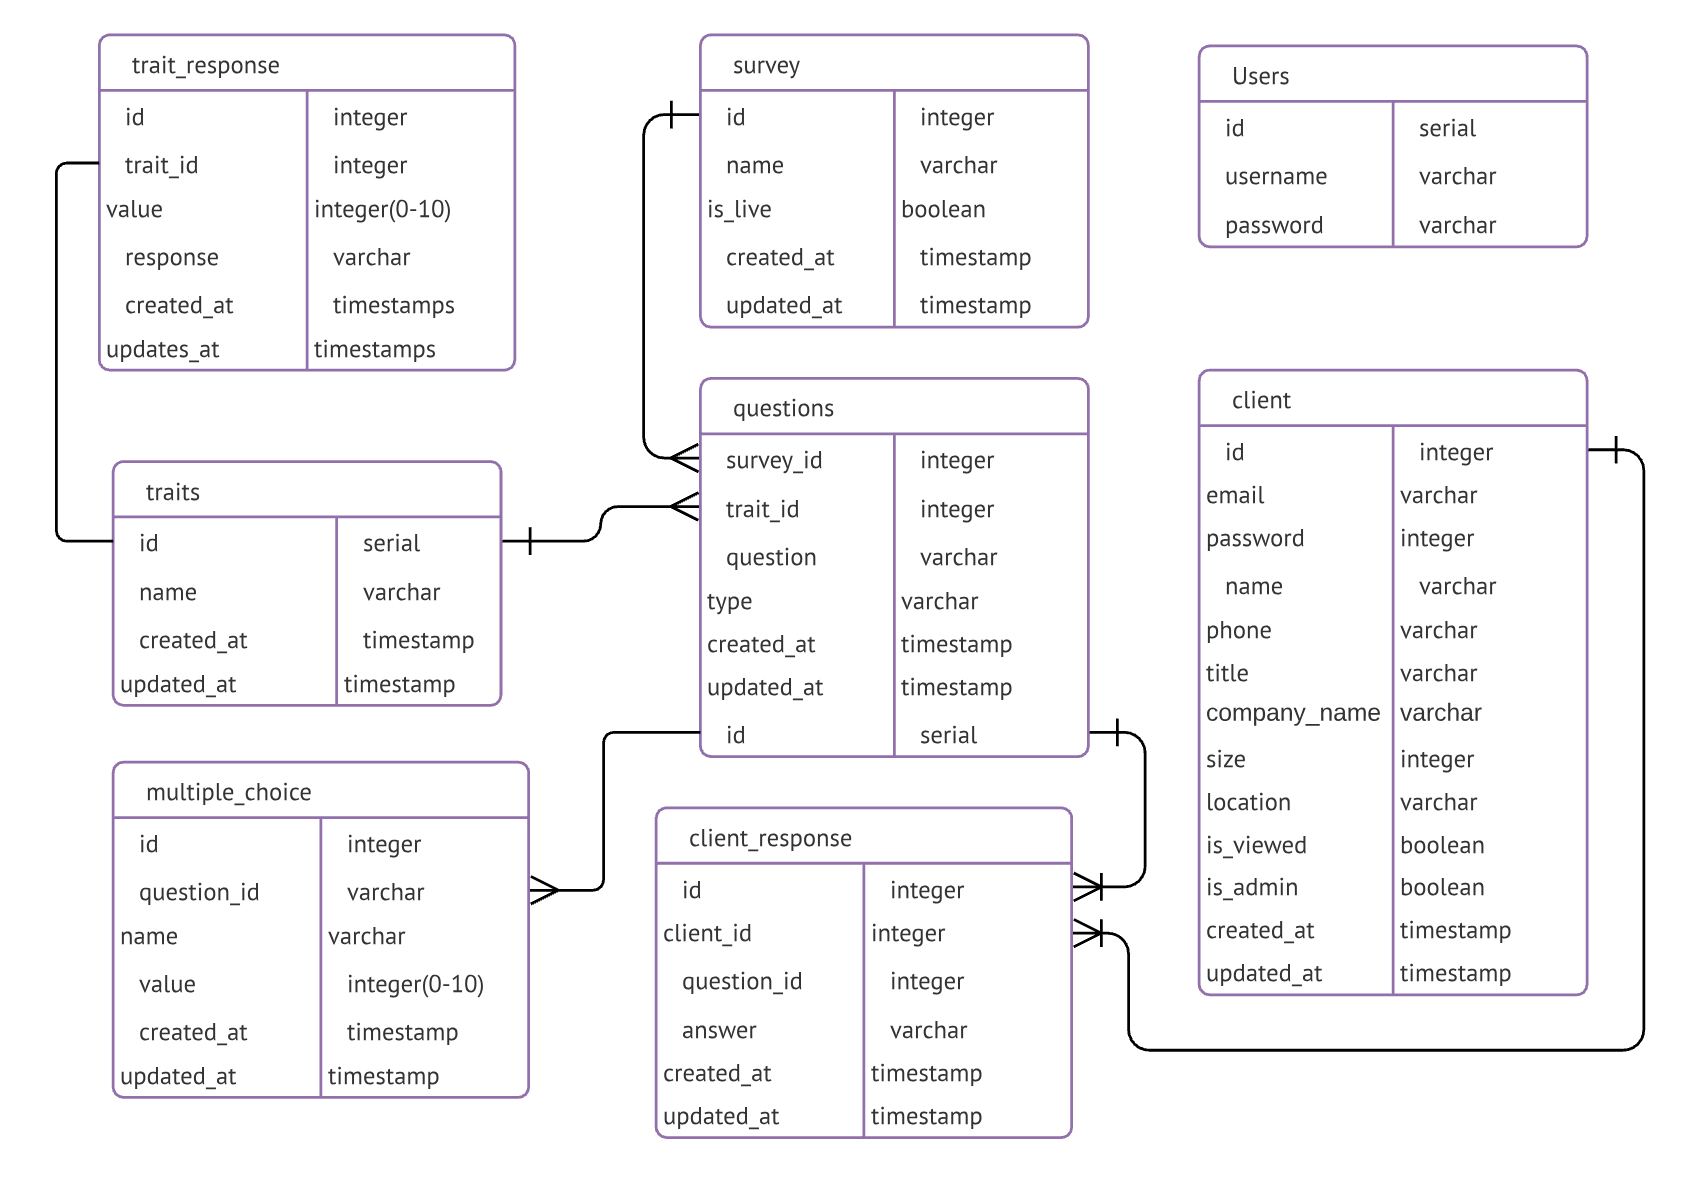 trait_response
id integer
trait_id integer
value integer(0-10)
response varchar
created_at timestamps
updates_at timestamps
survey
id integer
name varchar
is_live boolean
created_at timestamp
updated_at timestamp
Users
id serial
username varchar
password varchar
traits
id serial
name varchar
created_at timestamp
updated_at timestamp
questions
survey_id integer
trait_id integer
question varchar
type varchar
created_at timestamp
updated_at timestamp
id serial
client
id integer
email varchar
password integer
name varchar
phone varchar
title varchar
company_name varchar
size integer
location varchar
is_viewed boolean
is_admin boolean
created_at timestamp
updated_at timestamp
multiple_choice
id integer
question_id varchar
name varchar
value integer(0-10)
created_at timestamp
updated_at timestamp
client_response
id integer
client_id integer
question_id integer
answer varchar
created_at timestamp
updated_at timestamp